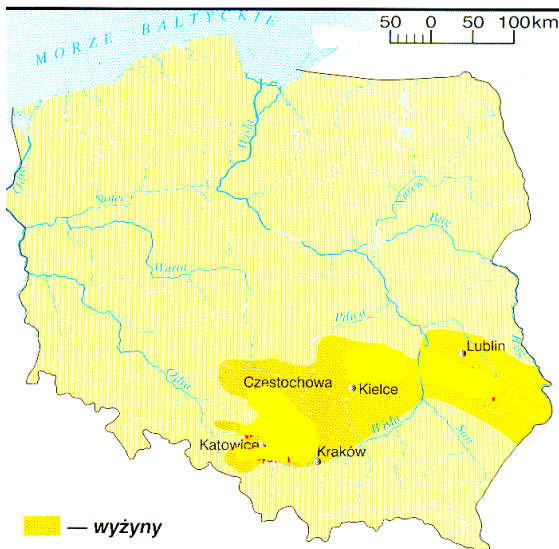 50 0 50 100km
MORZE BAŁTYCKIE
Wisła
Odra
Noteć
Narew
Bug
Warta
Pilica
Bug
Lublin
Odra
Częstochowa
Kielce
Wisła
San
Katowice
Kraków
— wyżyny